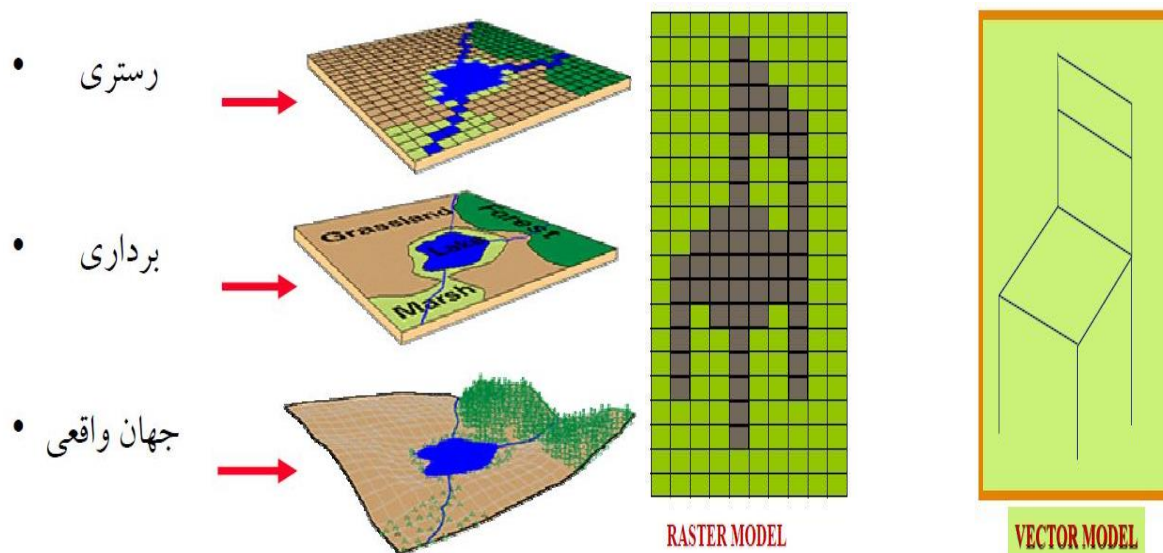 • رستری
• برداری
Grassland
Forest
Lake
Marsh
• جهان واقعی
RASTER MODEL
VECTOR MODEL